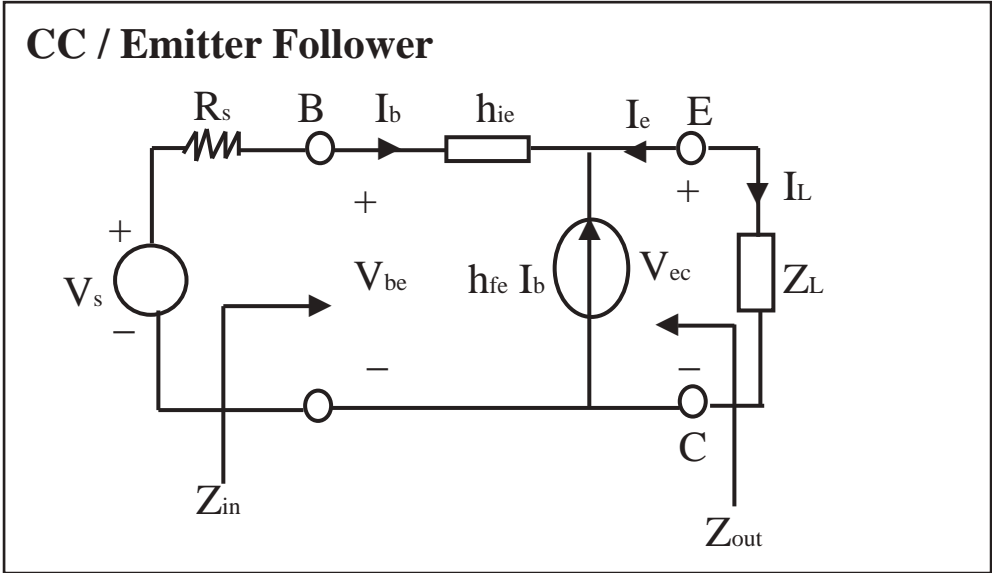 CC / Emitter Follower
Rs B Ib hie Ie E
+ + IL
+
Vs Vbe hfe Ib Vec ZL
−
− −
C
Zin
Zout